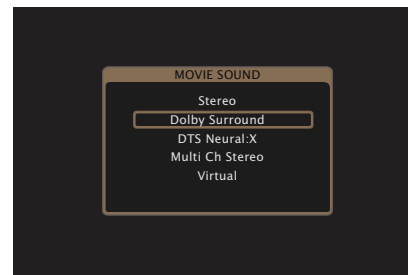 MOVIE SOUND
Stereo
Dolby Surround
DTS Neural:X
Multi Ch Stereo
Virtual